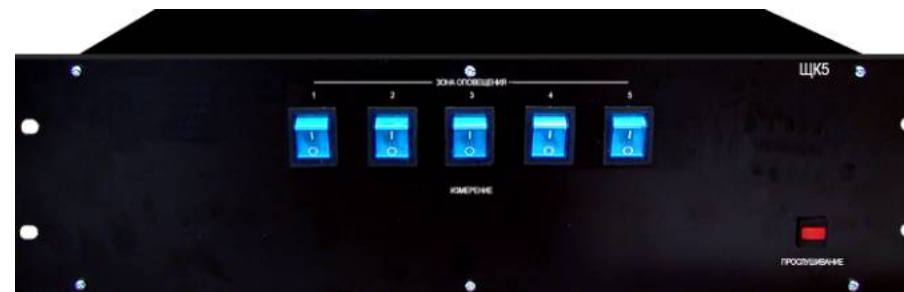 ЩК5
ЗОНА ОПОВЕЩЕНИЯ
1 2 3 4 5
ИЗМЕРЕНИЕ
ПРОСЛУШИВАНИЕ